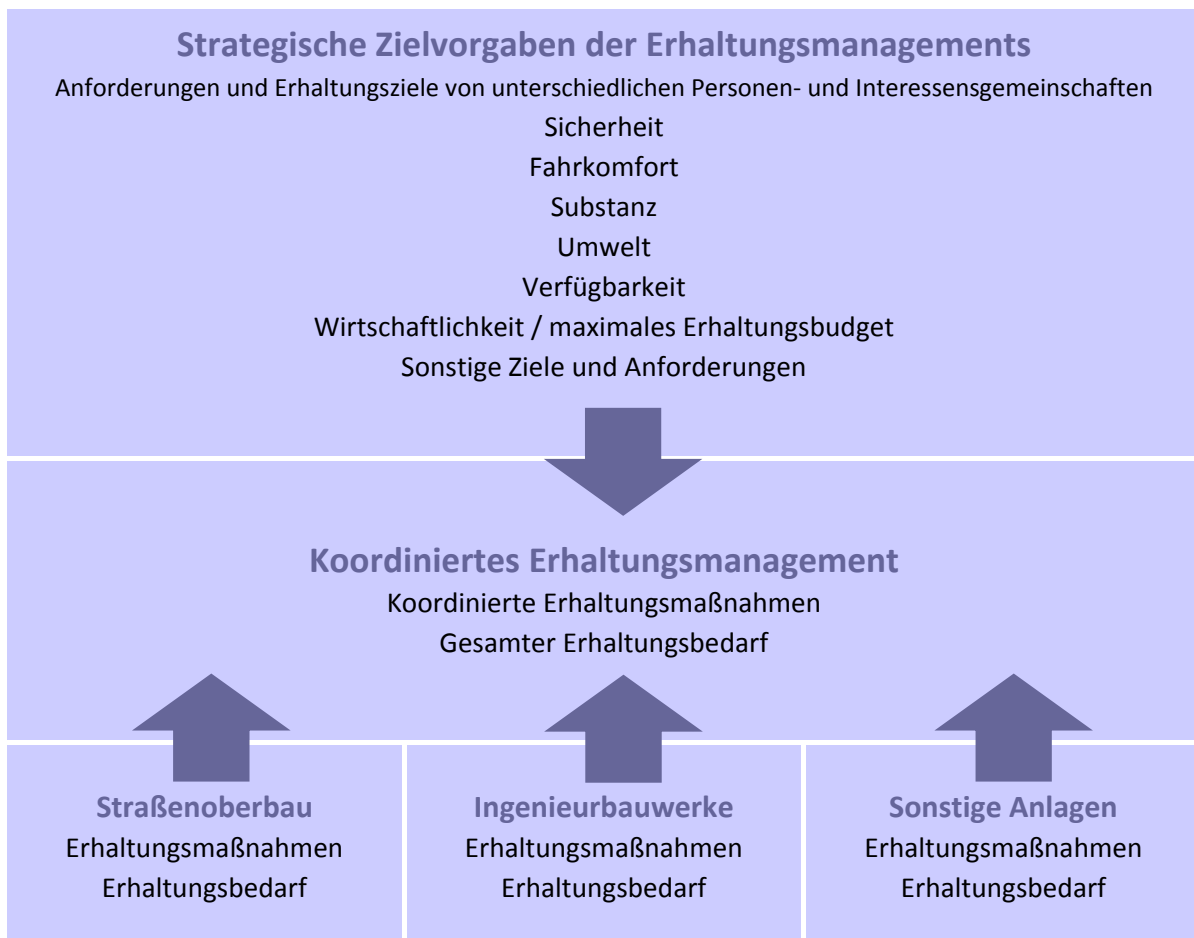 Strategische Zielvorgaben der Erhaltungsmanagements
Anforderungen und Erhaltungsziele von unterschiedlichen Personen- und Interessensgemeinschaften
Sicherheit
Fahrkomfort
Substanz
Umwelt
Verfügbarkeit
Wirtschaftlichkeit / maximales Erhaltungsbudget
Sonstige Ziele und Anforderungen
Koordiniertes Erhaltungsmanagement
Koordinierte Erhaltungsmaßnahmen
Gesamter Erhaltungsbedarf
Straßenoberbau
Erhaltungsmaßnahmen
Erhaltungsbedarf
Ingenieurbauwerke
Erhaltungsmaßnahmen
Erhaltungsbedarf
Sonstige Anlagen
Erhaltungsmaßnahmen
Erhaltungsbedarf